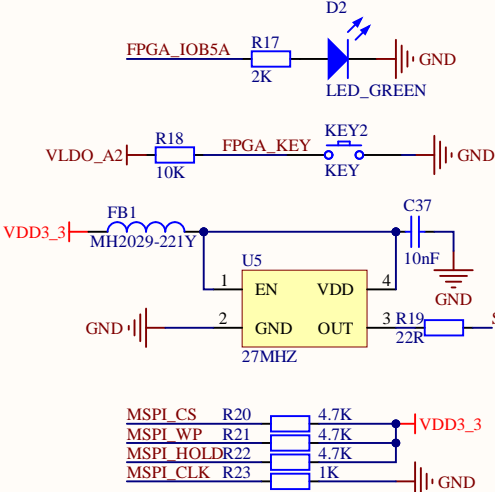 D2
FPGA_IOB5A R17 GND
2K
LED_GREEN
R18 FPGA_KEY KEY2
VLDO_A2 GND
10K KEY
FB1 C37
VDD3_3
MH2029-221Y
10nF
U5
1 EN VDD 4
GND
GND 2 GND OUT 3 R19
22R
27MHZ
MSPI_CS R20 4.7K VDD3_3
MSPI_WP R21 4.7K
MSPI_HOLD R22 4.7K
MSPI_CLK R23 1K
GND